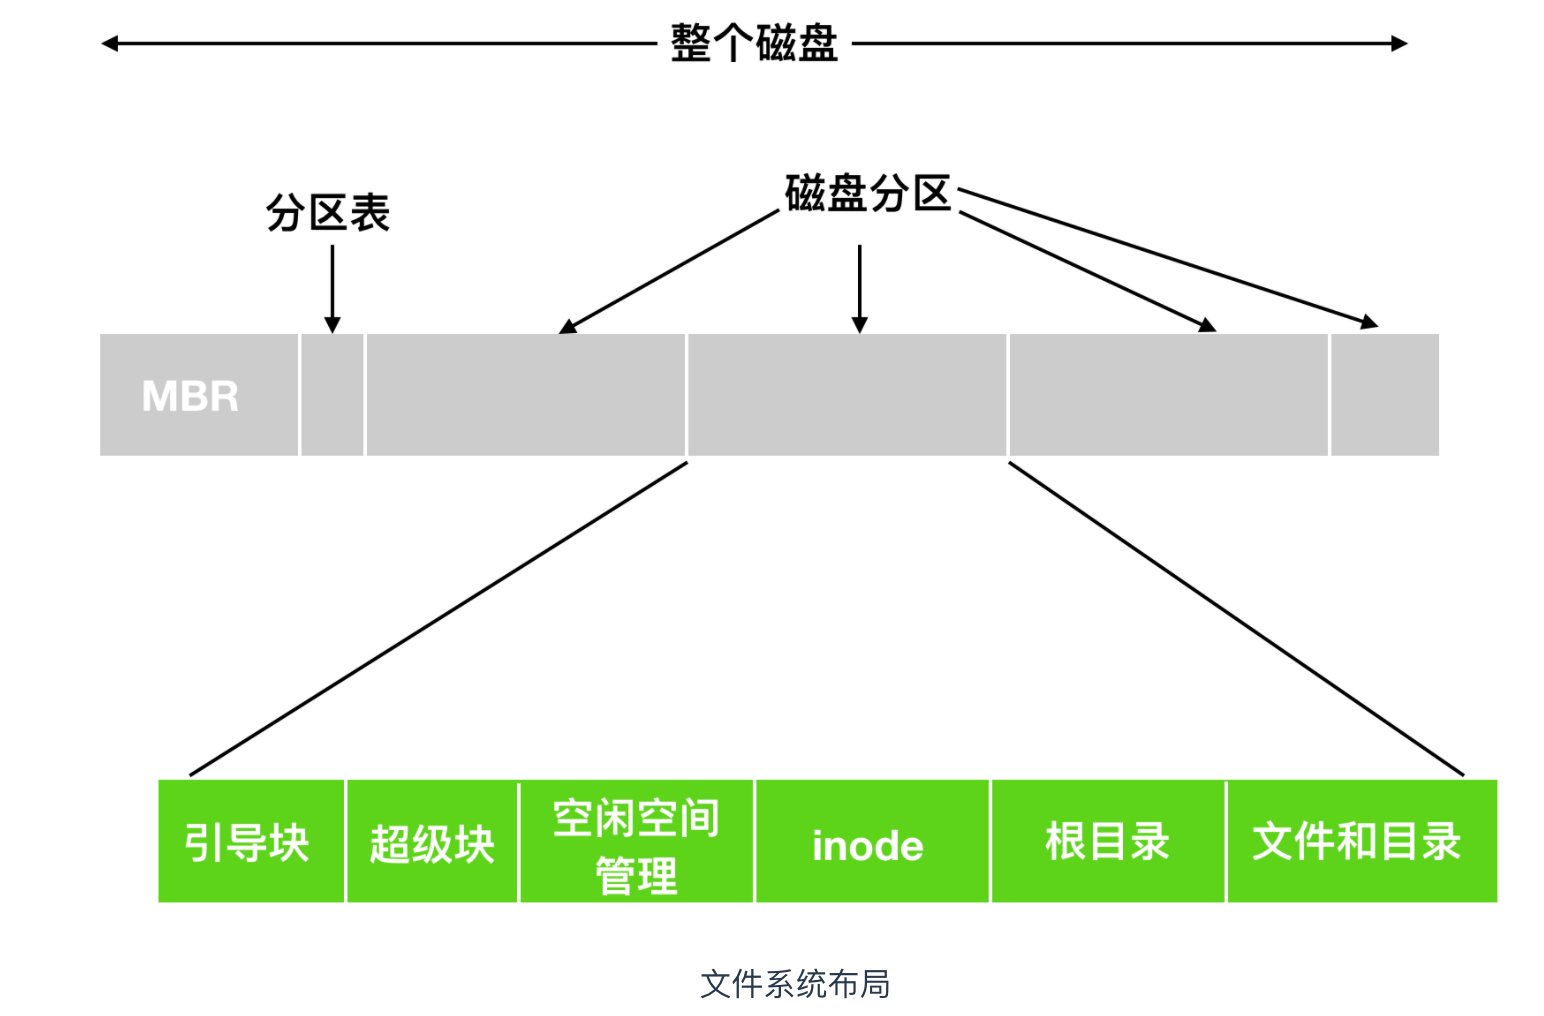 整个磁盘
磁盘分区
分区表
MBR
引导块
超级块
空闲空间
管理
inode
根目录
文件和目录
文件系统布局